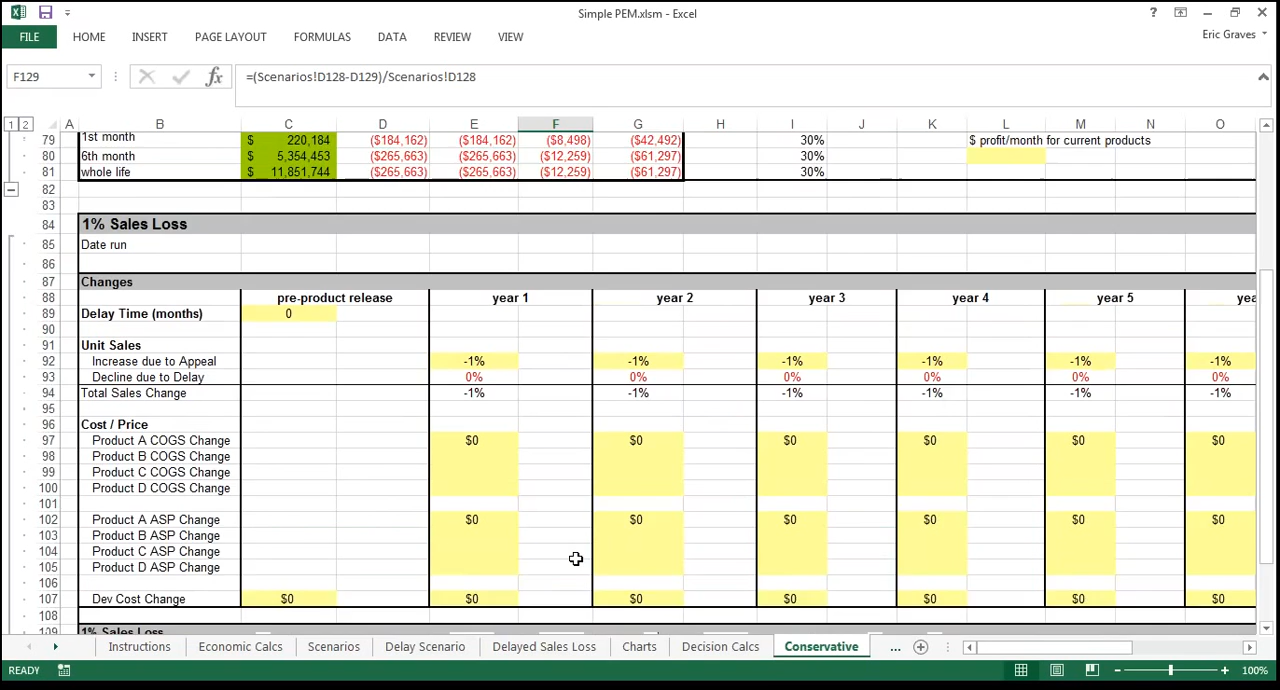 Simple PEM.xlsm - Excel
FILE HOME INSERT PAGE LAYOUT FORMULAS DATA REVIEW VIEW Eric Graves
F129 fx =(Scenarios!D128-D129)/Scenarios!D128
1 2 A B C D E F G H I J K L M N O
79 1st month $ 220,184 ($184,162) ($184,162) ($8,498) ($42,492) 30% $ profit/month for current products
80 6th month $ 5,354,453 ($265,663) ($265,663) ($12,259) ($61,297) 30%
81 whole life $ 11,851,744 ($265,663) ($265,663) ($12,259) ($61,297) 30%
82
83
84 1% Sales Loss
85 Date run
86
87 Changes
88 pre-product release year 1 year 2 year 3 year 4 year 5 yea
89 Delay Time (months) 0
90
91 Unit Sales
92 Increase due to Appeal -1% -1% -1% -1% -1% -1%
93 Decline due to Delay 0% 0% 0% 0% 0% 0%
94 Total Sales Change -1% -1% -1% -1% -1% -1%
95
96 Cost / Price
97 Product A COGS Change $0 $0 $0 $0 $0 $0
98 Product B COGS Change
99 Product C COGS Change
100 Product D COGS Change
101
102 Product A ASP Change $0 $0 $0 $0 $0 $0
103 Product B ASP Change
104 Product C ASP Change
105 Product D ASP Change
106
107 Dev Cost Change $0 $0 $0 $0 $0 $0 $0
108
109 1% Sales Loss
Instructions Economic Calcs Scenarios Delay Scenario Delayed Sales Loss Charts Decision Calcs Conservative ...
READY 100%